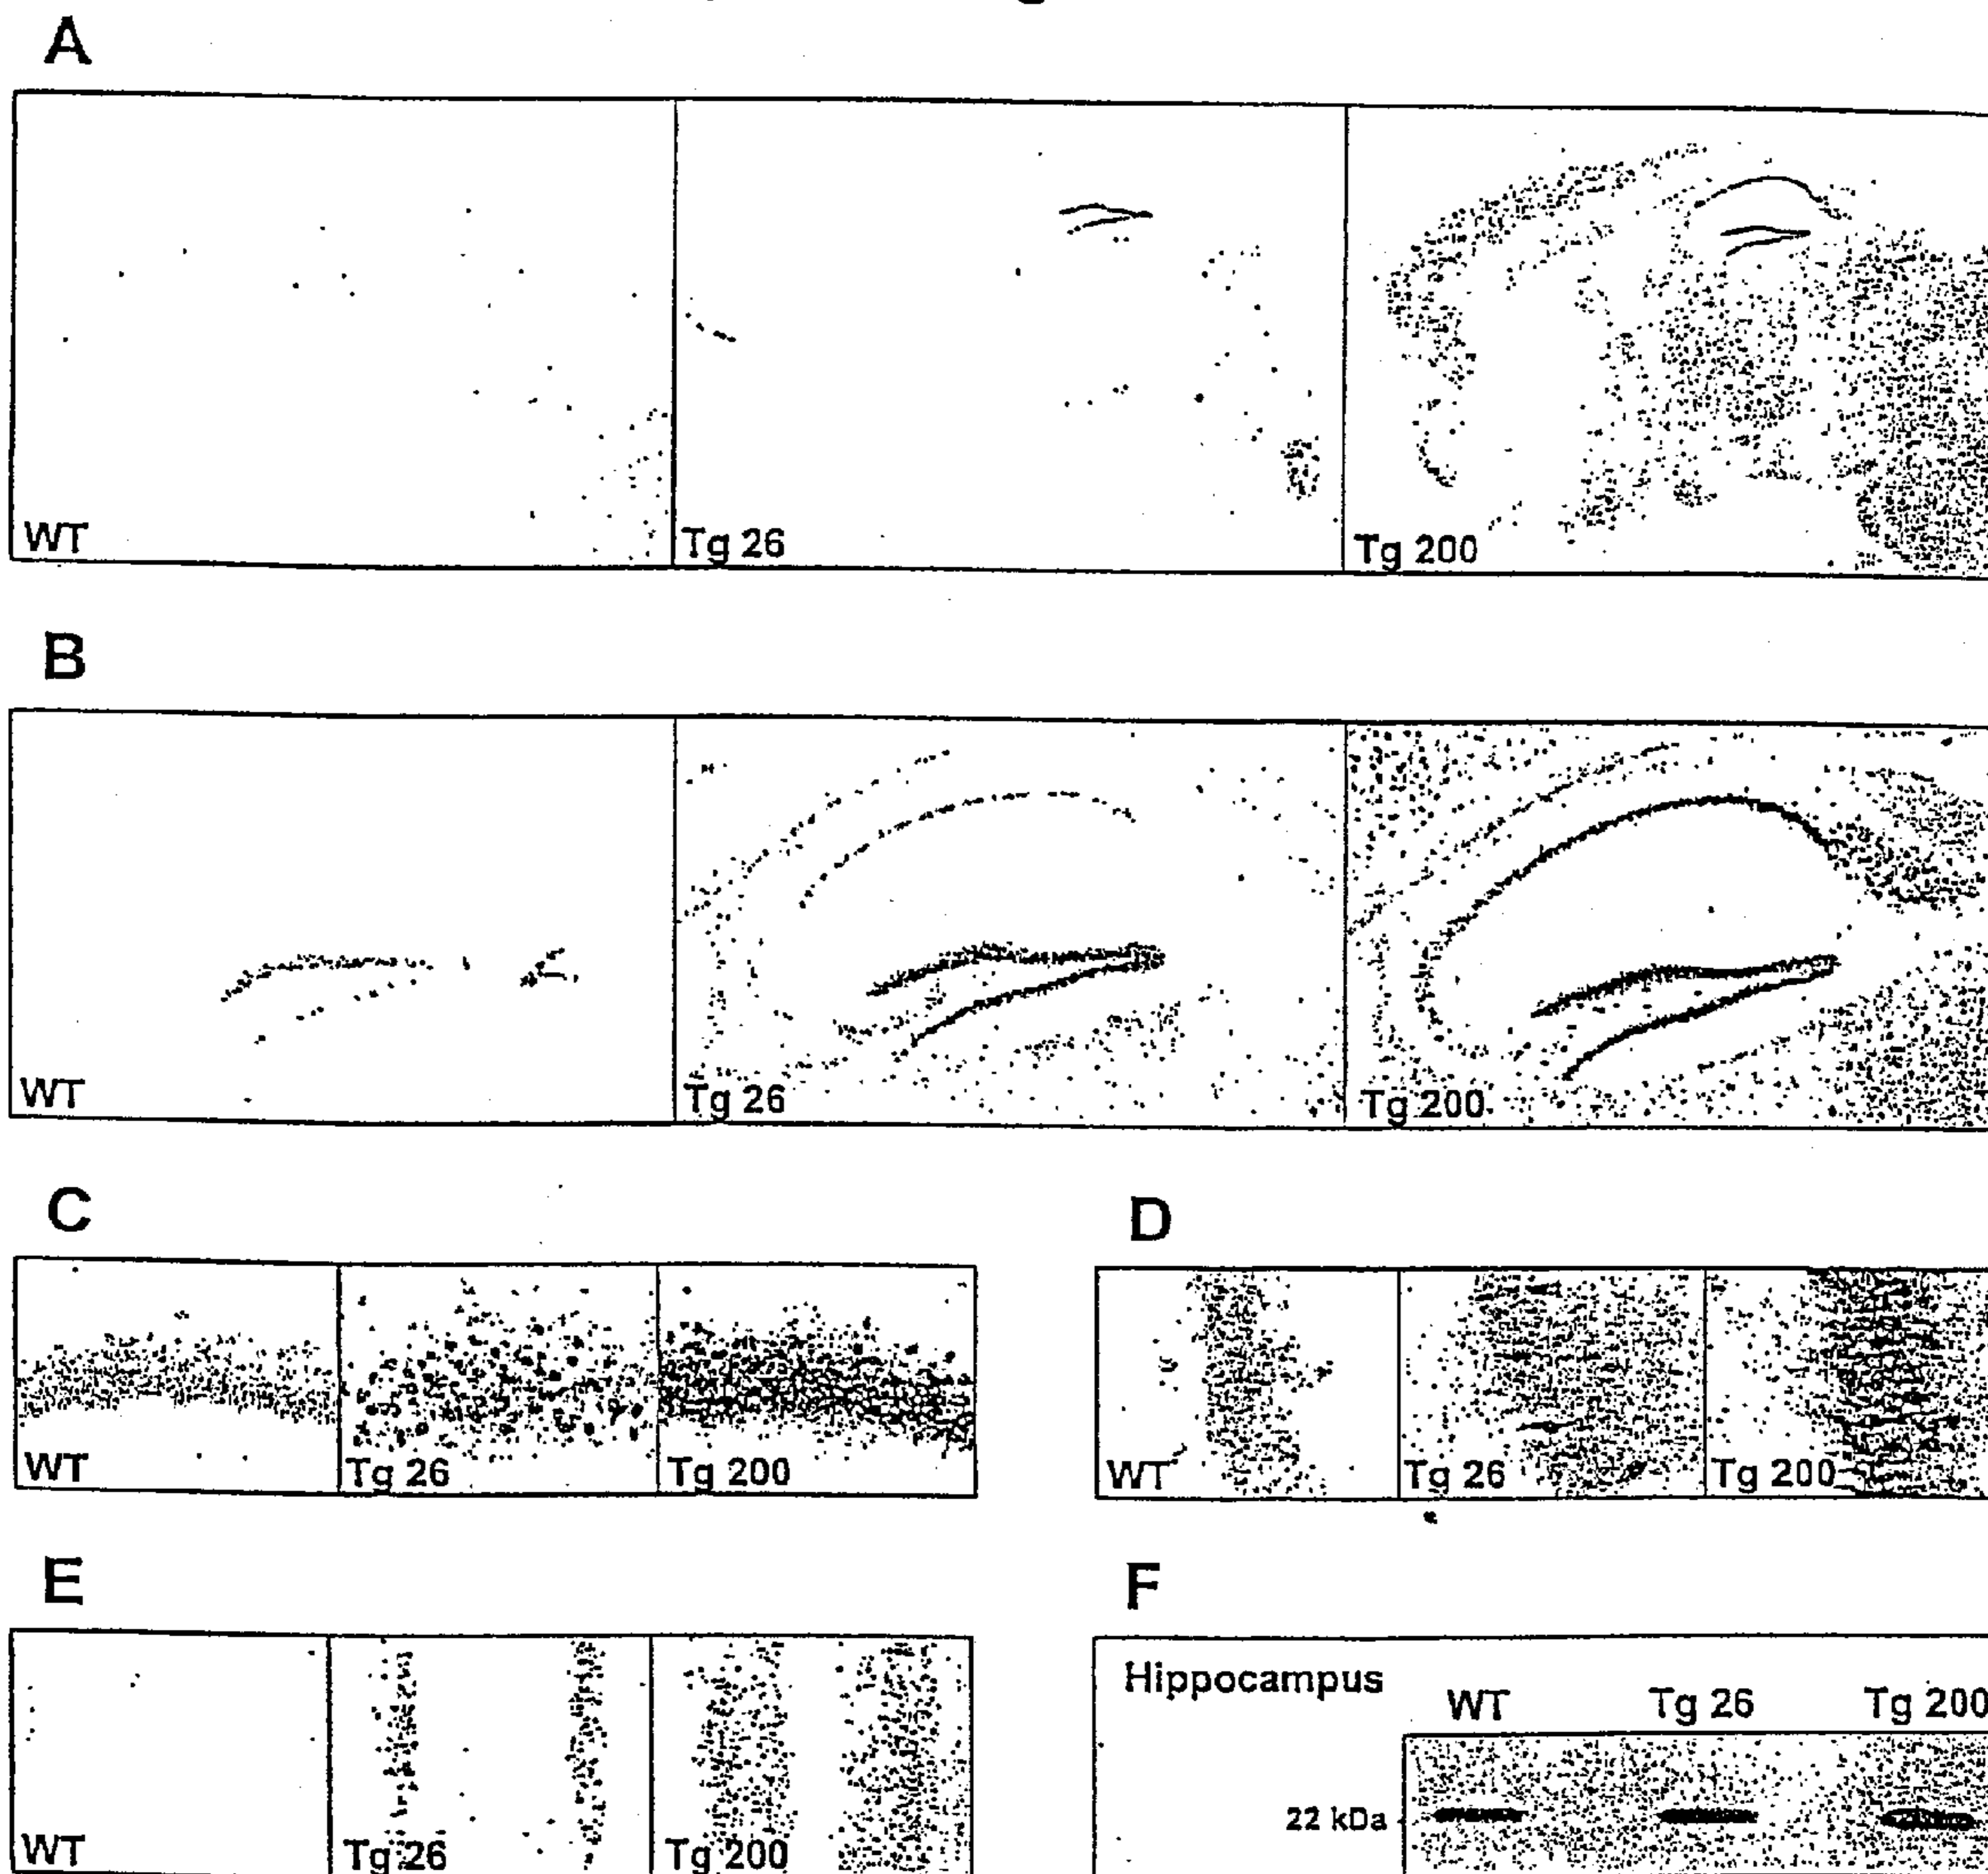 A
WT Tg 26 Tg 200
B
WT Tg 26 Tg 200
C D
WT Tg 26 Tg 200 WT Tg 26 Tg 200
E F
Hippocampus
WT Tg 26 Tg 200
22 kDa
WT Tg 26 Tg 200